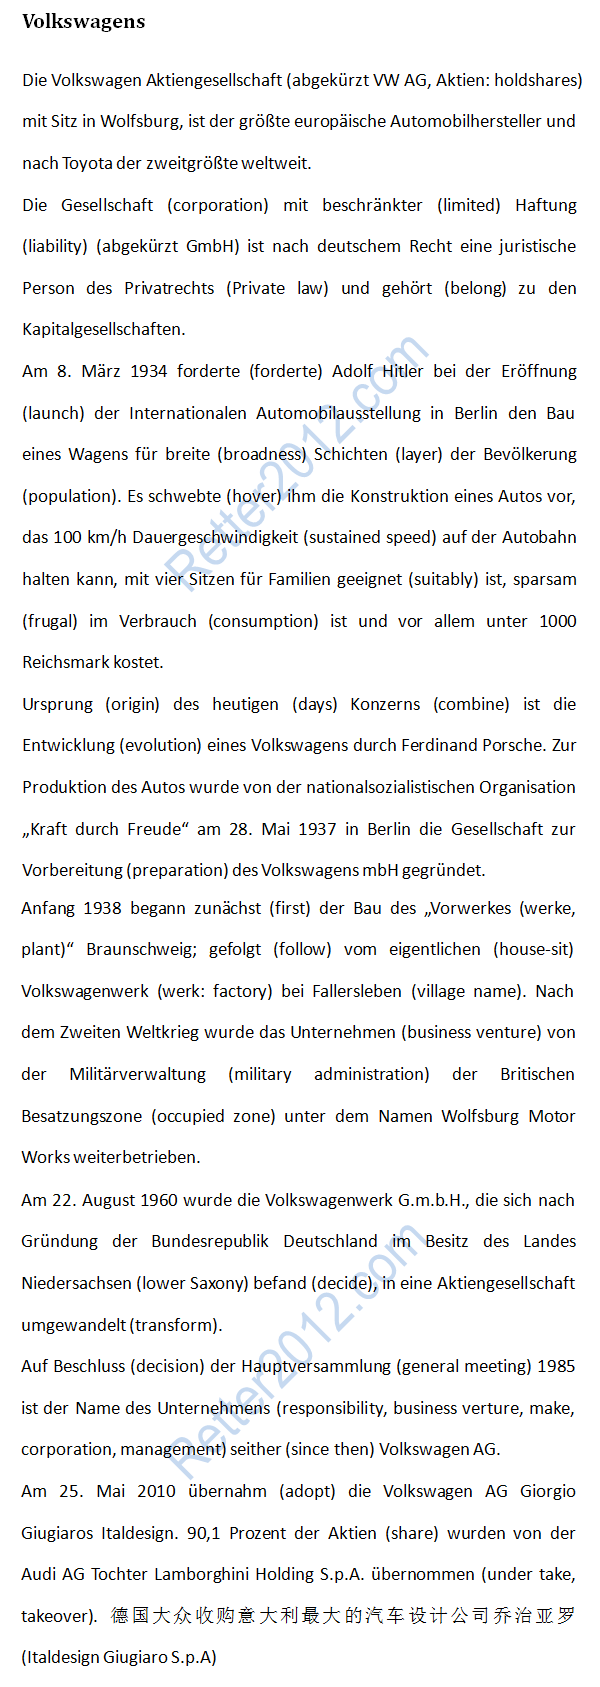 Volkswagens
Die Volkswagen Aktiengesellschaft (abgekürzt VW AG, Aktien: holdshares)
mit Sitz in Wolfsburg, ist der größte europäische Automobilhersteller und
nach Toyota der zweitgrößte weltweit.
Die Gesellschaft (corporation) mit beschränkter (limited) Haftung
(liability) (abgekürzt GmbH) ist nach deutschem Recht eine juristische
Person des Privatrechts (Private law) und gehört (belong) zu den
Kapitalgesellschaften.
Am 8. März 1934 forderte (forderte) Adolf Hitler bei der Eröffnung
(launch) der Internationalen Automobilausstellung in Berlin den Bau
eines Wagens für breite (broadness) Schichten (layer) der Bevölkerung
(population). Es schwebte (hover) ihm die Konstruktion eines Autos vor,
das 100 km/h Dauergeschwindigkeit (sustained speed) auf der Autobahn
halten kann, mit vier Sitzen für Familien geeignet (suitably) ist, sparsam
(frugal) im Verbrauch (consumption) ist und vor allem unter 1000
Reichsmark kostet.
Ursprung (origin) des heutigen (days) Konzerns (combine) ist die
Entwicklung (evolution) eines Volkswagens durch Ferdinand Porsche. Zur
Produktion des Autos wurde von der nationalsozialistischen Organisation
„Kraft durch Freude“ am 28. Mai 1937 in Berlin die Gesellschaft zur
Vorbereitung (preparation) des Volkswagens mbH gegründet.
Anfang 1938 begann zunächst (first) der Bau des „Vorwerkes (werke,
plant)“ Braunschweig; gefolgt (follow) vom eigentlichen (house-sit)
Volkswagenwerk (werk: factory) bei Fallersleben (village name). Nach
dem Zweiten Weltkrieg wurde das Unternehmen (business venture) von
der Militärverwaltung (military administration) der Britischen
Besatzungszone (occupied zone) unter dem Namen Wolfsburg Motor
Works weiterbetrieben.
Am 22. August 1960 wurde die Volkswagenwerk G.m.b.H., die sich nach
Gründung der Bundesrepublik Deutschland im Besitz des Landes
Niedersachsen (lower Saxony) befand (decide), in eine Aktiengesellschaft
umgewandelt (transform).
Auf Beschluss (decision) der Hauptversammlung (general meeting) 1985
ist der Name des Unternehmens (responsibility, business verture, make,
corporation, management) seither (since then) Volkswagen AG.
Am 25. Mai 2010 übernahm (adopt) die Volkswagen AG Giorgio
Giugiaros Italdesign. 90,1 Prozent der Aktien (share) wurden von der
Audi AG Tochter Lamborghini Holding S.p.A. übernommen (under take,
takeover). 德国大众收购意大利最大的汽车设计公司乔治亚罗
(Italdesign Giugiaro S.p.A)
Retter2012.com
Retter2012.com